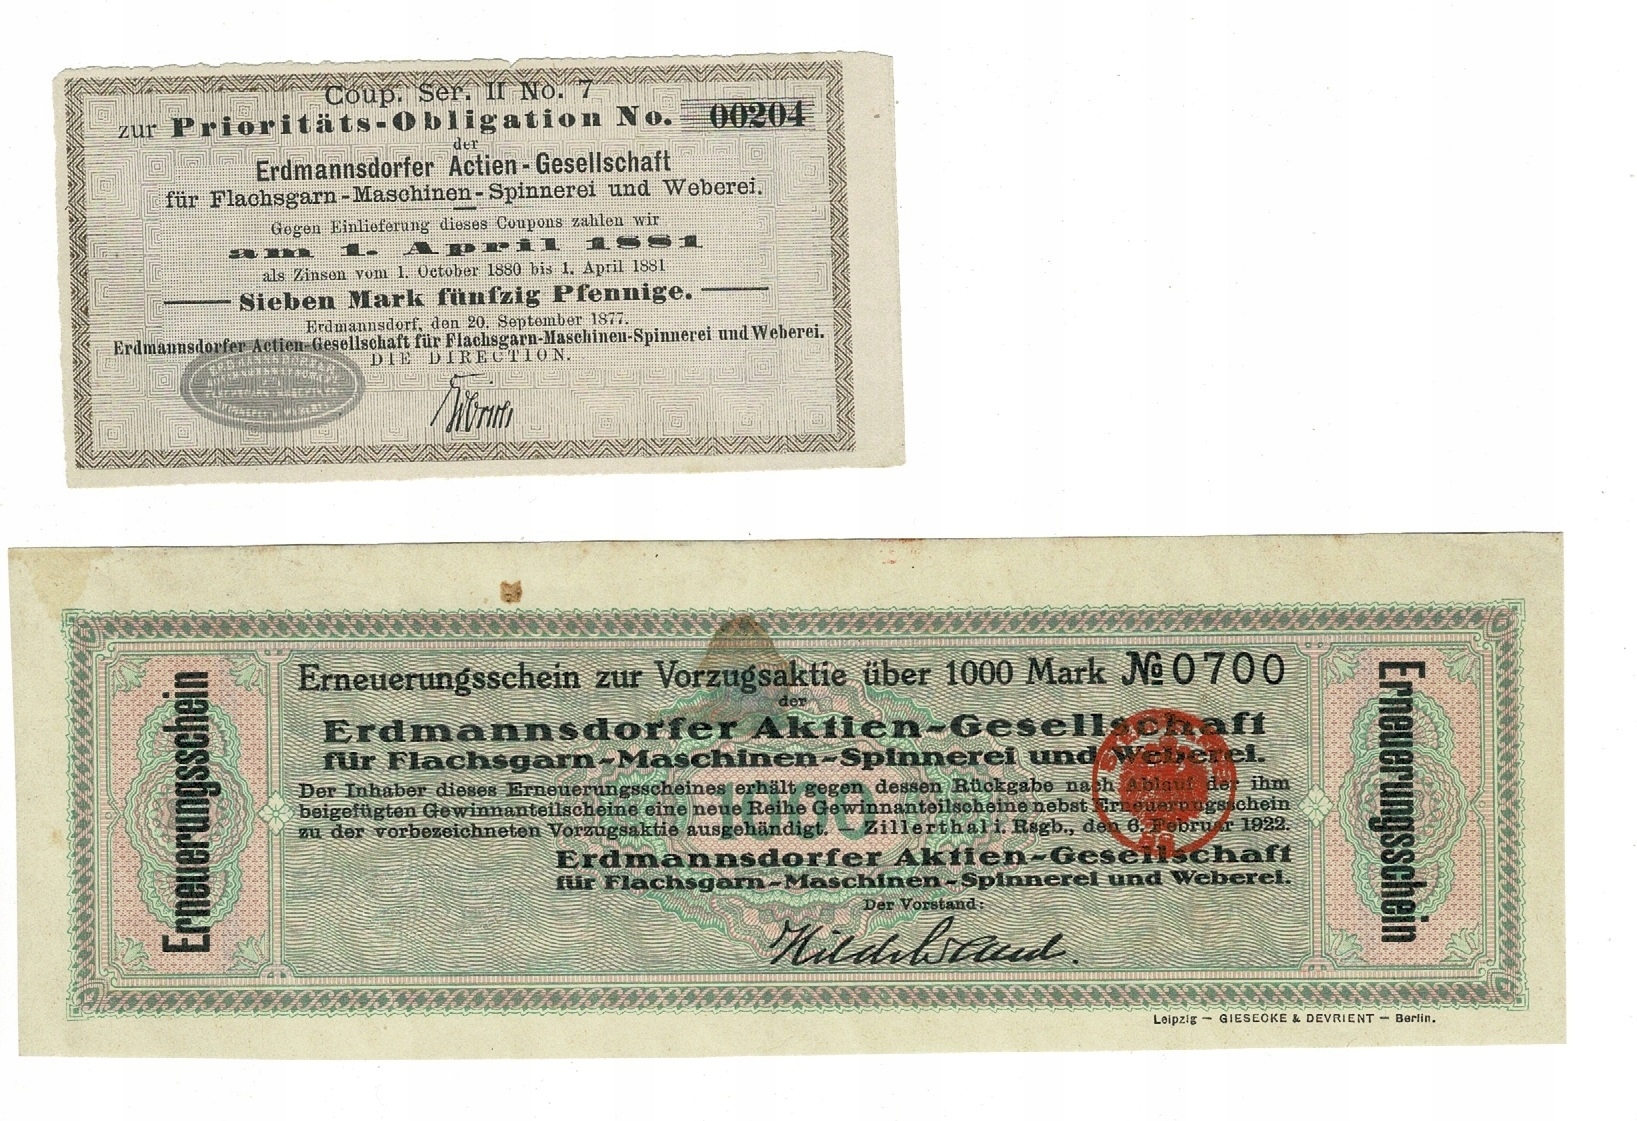 Coup. Ser. II No. 7
zur Prioritäts-Obligation No. 00204
der
Erdmannsdorfer Actien-Gesellschaft
für Flachsgarn-Maschinen-Spinnerei und Weberei.
Gegen Einlieferung dieses Coupons zahlen wir
am 1. April 1881
als Zinsen vom 1. October 1880 bis 1. April 1881
Sieben Mark fünfzig Pfennige.
Erdmannsdorf, den 20. September 1877.
Erdmannsdorfer Actien-Gesellschaft für Flachsgarn-Maschinen-Spinnerei und Weberei.
DIE DIRECTION.
Erneuerungsschein
Erneuerungsschein zur Vorzugsaktie über 1000 Mark № 0700
der
Erdmannsdorfer Aktien-Gesellschaft
für Flachsgarn-Maschinen-Spinnerei und Weberei.
Der Inhaber dieses Erneuerungsscheines erhält gegen dessen Rückgabe nach Ablauf der ihm
beigefügten Gewinnanteilscheine eine neue Reihe Gewinnanteilscheine nebst Erneuerungsschein
zu der vorbezeichneten Vorzugsaktie ausgehändigt. — Zillerthal i. Rsgb., den 6. Februar 1922.
1000
Erdmannsdorfer Aktien-Gesellschaft
für Flachsgarn-Maschinen-Spinnerei und Weberei.
Der Vorstand:
Hildebrand.
Erneuerungsschein
Leipzig — GIESECKE & DEVRIENT — Berlin.